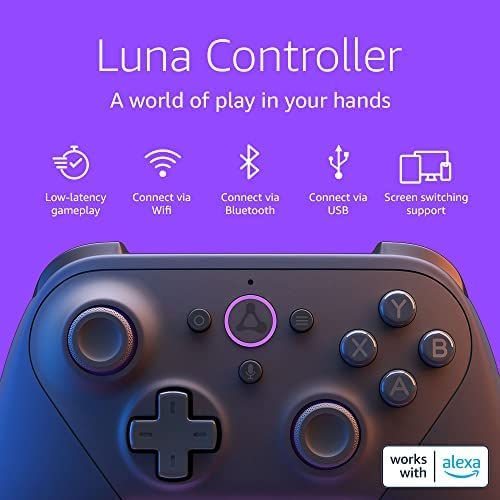 Luna Controller
A world of play in your hands
Low-latency gameplay
Connect via Wifi
Connect via Bluetooth
Connect via USB
Screen switching support
Y
X
B
A
works with
alexa